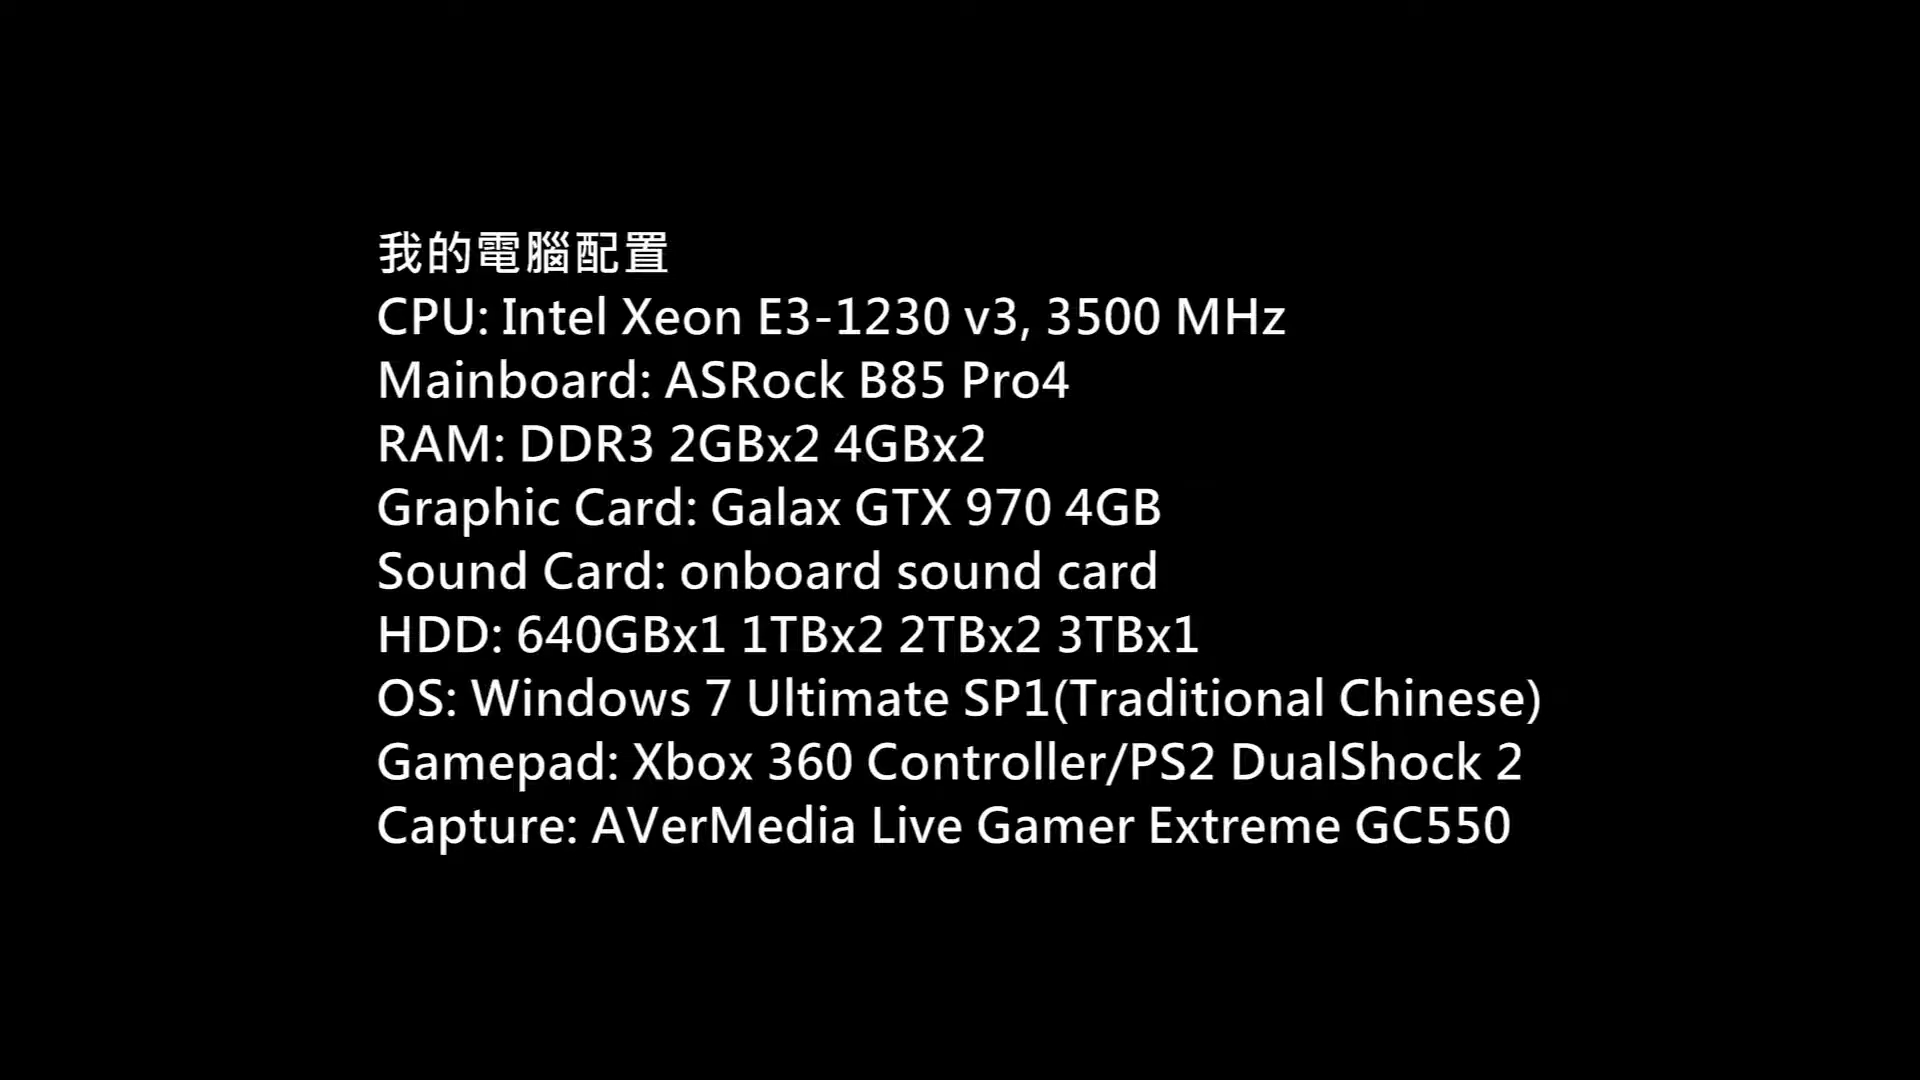 我的電腦配置
CPU: Intel Xeon E3-1230 v3, 3500 MHz
Mainboard: ASRock B85 Pro4
RAM: DDR3 2GBx2 4GBx2
Graphic Card: Galax GTX 970 4GB
Sound Card: onboard sound card
HDD: 640GBx1 1TBx2 2TBx2 3TBx1
OS: Windows 7 Ultimate SP1(Traditional Chinese)
Gamepad: Xbox 360 Controller/PS2 DualShock 2
Capture: AVerMedia Live Gamer Extreme GC550